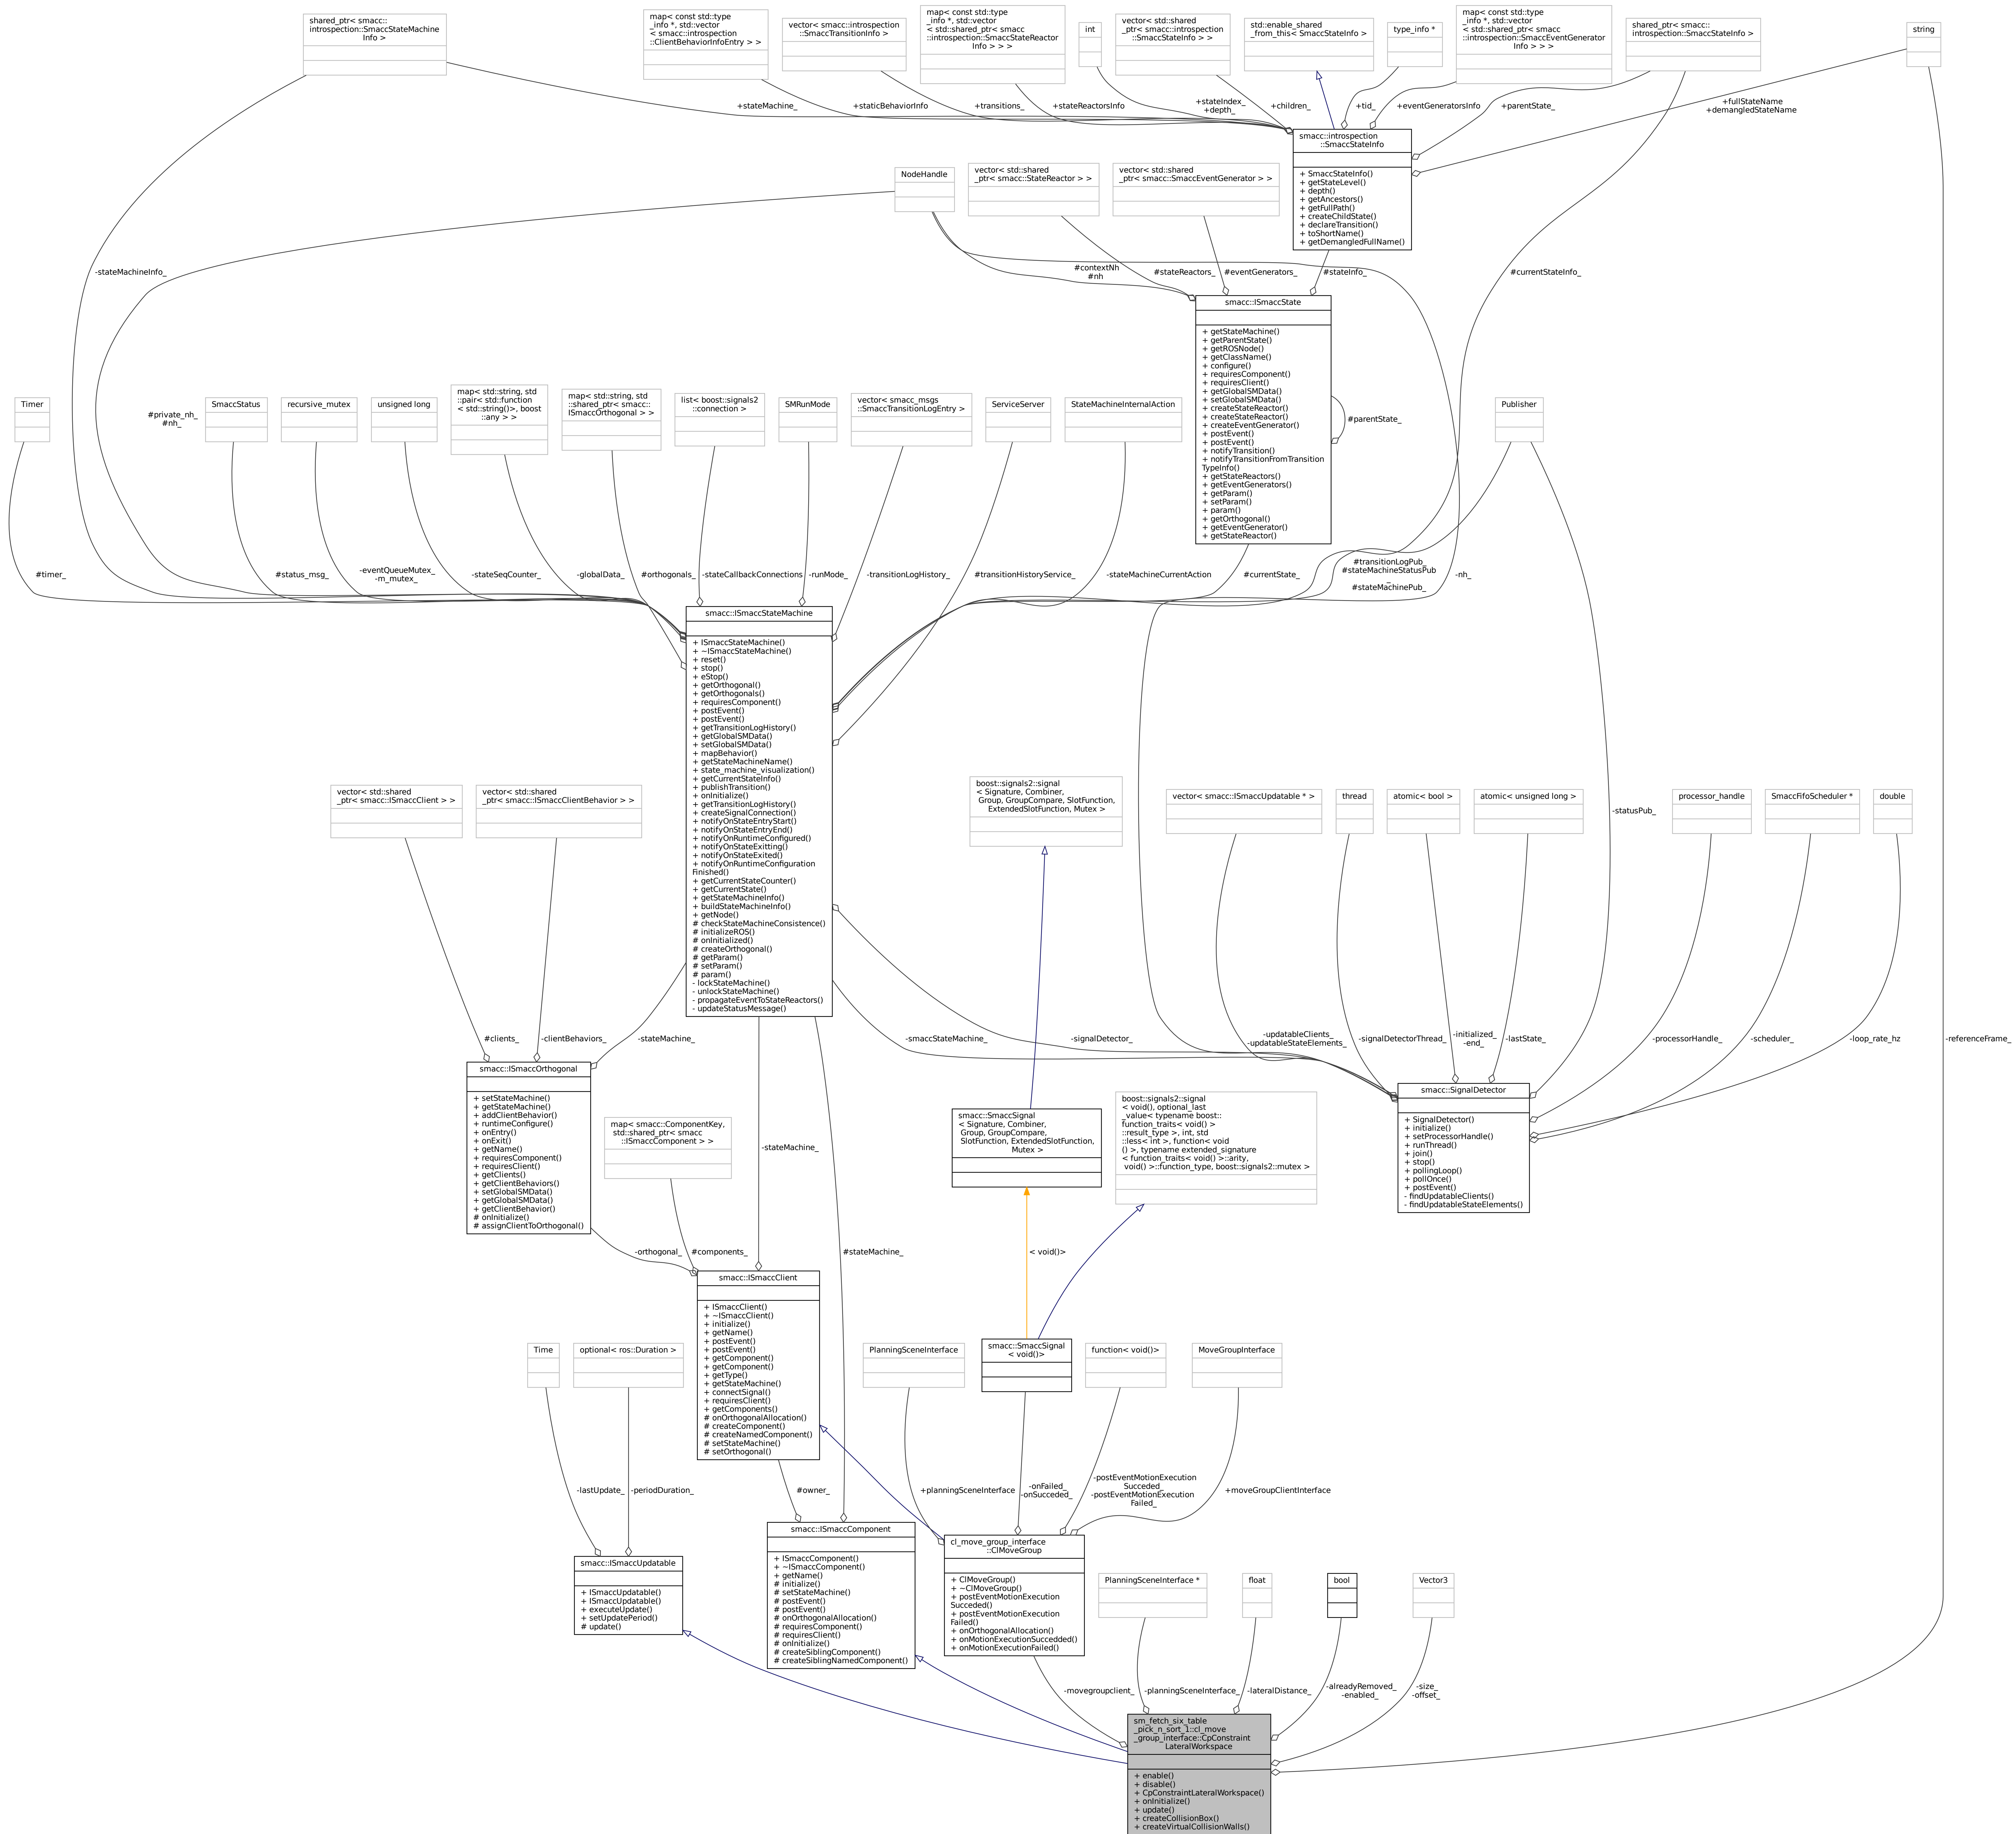 shared_ptr< smacc::
introspection::SmaccStateMachine
Info >
map< const std::type
_info *, std::vector
< smacc::introspection
::ClientBehaviorInfoEntry > >
vector< smacc::introspection
::SmaccTransitionInfo >
map< const std::type
_info *, std::vector
< std::shared_ptr< smacc
::introspection::StateReactor
Info > > >
int
vector< std::shared
_ptr< smacc::introspection
::SmaccStateInfo > >
std::enable_shared
_from_this< SmaccStateInfo >
type_info *
map< const std::type
_info *, std::vector
< std::shared_ptr< smacc
::introspection::SmaccEventGenerator
Info > > >
shared_ptr< smacc::
introspection::SmaccStateInfo >
string
+stateMachine_
+staticBehaviorInfo
+transitions_
+stateReactorsInfo
+stateIndex_
+depth_
+children_
+tid_
+eventGeneratorsInfo
+parentState_
+fullStateName
+demangledStateName
smacc::introspection
::SmaccStateInfo
+ SmaccStateInfo()
+ getStateLevel()
+ depth()
+ getAncestors()
+ getFullPath()
+ createChildState()
+ declareTransition()
+ toShortName()
+ getDemangledFullName()
NodeHandle
vector< std::shared
_ptr< smacc::StateReactor > >
vector< std::shared
_ptr< smacc::SmaccEventGenerator > >
-stateMachineInfo_
#contextNh
#nh
#stateReactors_
#eventGenerators_
#stateInfo_
#currentStateInfo_
smacc::ISmaccState
+ getStateMachine()
+ getParentState()
+ getROSNode()
+ getClassName()
+ configure()
+ requiresComponent()
+ requiresClient()
+ getGlobalSMData()
+ setGlobalSMData()
+ createStateReactor()
+ createStateReactor()
+ createEventGenerator()
+ postEvent()
+ postEvent()
+ notifyTransition()
+ notifyTransitionFromTransition
TypeInfo()
+ getStateReactors()
+ getEventGenerators()
+ getParam()
+ setParam()
+ param()
+ getOrthogonal()
+ getEventGenerator()
+ getStateReactor()
#parentState_
Timer
#private_nh_
#nh_
SmaccStatus
recursive_mutex
unsigned long
map< std::string, std
::pair< std::function
< std::string()>, boost
::any > >
map< std::string, std
::shared_ptr< smacc::
ISmaccOrthogonal > >
list< boost::signals2
::connection >
SMRunMode
vector< smacc_msgs
::SmaccTransitionLogEntry >
ServiceServer
StateMachineInternalAction
Publisher
#timer_
#status_msg_
-eventQueueMutex_
-m_mutex_
-stateSeqCounter_
-globalData_
#orthogonals_
-stateCallbackConnections
-runMode_
-transitionLogHistory_
#transitionHistoryService_
-stateMachineCurrentAction
#currentState_
#transitionLogPub_
#stateMachineStatusPub
_
#stateMachinePub_
-nh_
smacc::ISmaccStateMachine
+ ISmaccStateMachine()
+ ~ISmaccStateMachine()
+ reset()
+ stop()
+ eStop()
+ getOrthogonal()
+ getOrthogonals()
+ requiresComponent()
+ postEvent()
+ postEvent()
+ getTransitionLogHistory()
+ getGlobalSMData()
+ setGlobalSMData()
+ mapBehavior()
+ getStateMachineName()
+ state_machine_visualization()
+ getCurrentStateInfo()
+ publishTransition()
+ onInitialize()
+ getTransitionLogHistory()
+ createSignalConnection()
+ notifyOnStateEntryStart()
+ notifyOnStateEntryEnd()
+ notifyOnRuntimeConfigured()
+ notifyOnStateExitting()
+ notifyOnStateExited()
+ notifyOnRuntimeConfiguration
Finished()
+ getCurrentStateCounter()
+ getCurrentState()
+ getStateMachineInfo()
+ buildStateMachineInfo()
+ getNode()
# checkStateMachineConsistence()
# initializeROS()
# onInitialized()
# createOrthogonal()
# getParam()
# setParam()
# param()
- lockStateMachine()
- unlockStateMachine()
- propagateEventToStateReactors()
- updateStatusMessage()
vector< std::shared
_ptr< smacc::ISmaccClient > >
vector< std::shared
_ptr< smacc::ISmaccClientBehavior > >
boost::signals2::signal
< Signature, Combiner,
Group, GroupCompare, SlotFunction,
ExtendedSlotFunction, Mutex >
vector< smacc::ISmaccUpdatable * >
thread
atomic< bool >
atomic< unsigned long >
-statusPub_
processor_handle
SmaccFifoScheduler *
double
#clients_
-clientBehaviors_
-stateMachine_
-smaccStateMachine_
-signalDetector_
-updatableClients_
-updatableStateElements_
-signalDetectorThread_
-initialized_
-end_
-lastState_
-processorHandle_
-scheduler_
-loop_rate_hz
-referenceFrame_
smacc::ISmaccOrthogonal
+ setStateMachine()
+ getStateMachine()
+ addClientBehavior()
+ runtimeConfigure()
+ onEntry()
+ onExit()
+ getName()
+ requiresComponent()
+ requiresClient()
+ getClients()
+ getClientBehaviors()
+ setGlobalSMData()
+ getGlobalSMData()
+ getClientBehavior()
# onInitialize()
# assignClientToOrthogonal()
map< smacc::ComponentKey,
std::shared_ptr< smacc
::ISmaccComponent > >
-stateMachine_
smacc::SmaccSignal
< Signature, Combiner,
Group, GroupCompare,
SlotFunction, ExtendedSlotFunction,
Mutex >
boost::signals2::signal
< void(), optional_last
_value< typename boost::
function_traits< void() >
::result_type >, int, std
::less< int >, function< void
() >, typename extended_signature
< function_traits< void() >::arity,
void() >::function_type, boost::signals2::mutex >
smacc::SignalDetector
+ SignalDetector()
+ initialize()
+ setProcessorHandle()
+ runThread()
+ join()
+ stop()
+ pollingLoop()
+ pollOnce()
+ postEvent()
- findUpdatableClients()
- findUpdatableStateElements()
-orthogonal_
#components_
#stateMachine_
< void()>
smacc::ISmaccClient
+ ISmaccClient()
+ ~ISmaccClient()
+ initialize()
+ getName()
+ postEvent()
+ postEvent()
+ getComponent()
+ getComponent()
+ getType()
+ getStateMachine()
+ connectSignal()
+ requiresClient()
+ getComponents()
# onOrthogonalAllocation()
# createComponent()
# createNamedComponent()
# setStateMachine()
# setOrthogonal()
Time
optional< ros::Duration >
PlanningSceneInterface
smacc::SmaccSignal
< void()>
function< void()>
MoveGroupInterface
-lastUpdate_
-periodDuration_
#owner_
+planningSceneInterface
-onFailed_
-onSucceded_
-postEventMotionExecution
Succeded_
-postEventMotionExecution
Failed_
+moveGroupClientInterface
smacc::ISmaccUpdatable
+ ISmaccUpdatable()
+ ISmaccUpdatable()
+ executeUpdate()
+ setUpdatePeriod()
# update()
smacc::ISmaccComponent
+ ISmaccComponent()
+ ~ISmaccComponent()
+ getName()
# initialize()
# setStateMachine()
# postEvent()
# postEvent()
# onOrthogonalAllocation()
# requiresComponent()
# requiresClient()
# onInitialize()
# createSiblingComponent()
# createSiblingNamedComponent()
cl_move_group_interface
::ClMoveGroup
+ ClMoveGroup()
+ ~ClMoveGroup()
+ postEventMotionExecution
Succeded()
+ postEventMotionExecution
Failed()
+ onOrthogonalAllocation()
+ onMotionExecutionSuccedded()
+ onMotionExecutionFailed()
PlanningSceneInterface *
float
bool
Vector3
-movegroupclient_
-planningSceneInterface_
-lateralDistance_
-alreadyRemoved_
-enabled_
-size_
-offset_
sm_fetch_six_table
_pick_n_sort_1::cl_move
_group_interface::CpConstraint
LateralWorkspace
+ enable()
+ disable()
+ CpConstraintLateralWorkspace()
+ onInitialize()
+ update()
+ createCollisionBox()
+ createVirtualCollisionWalls()